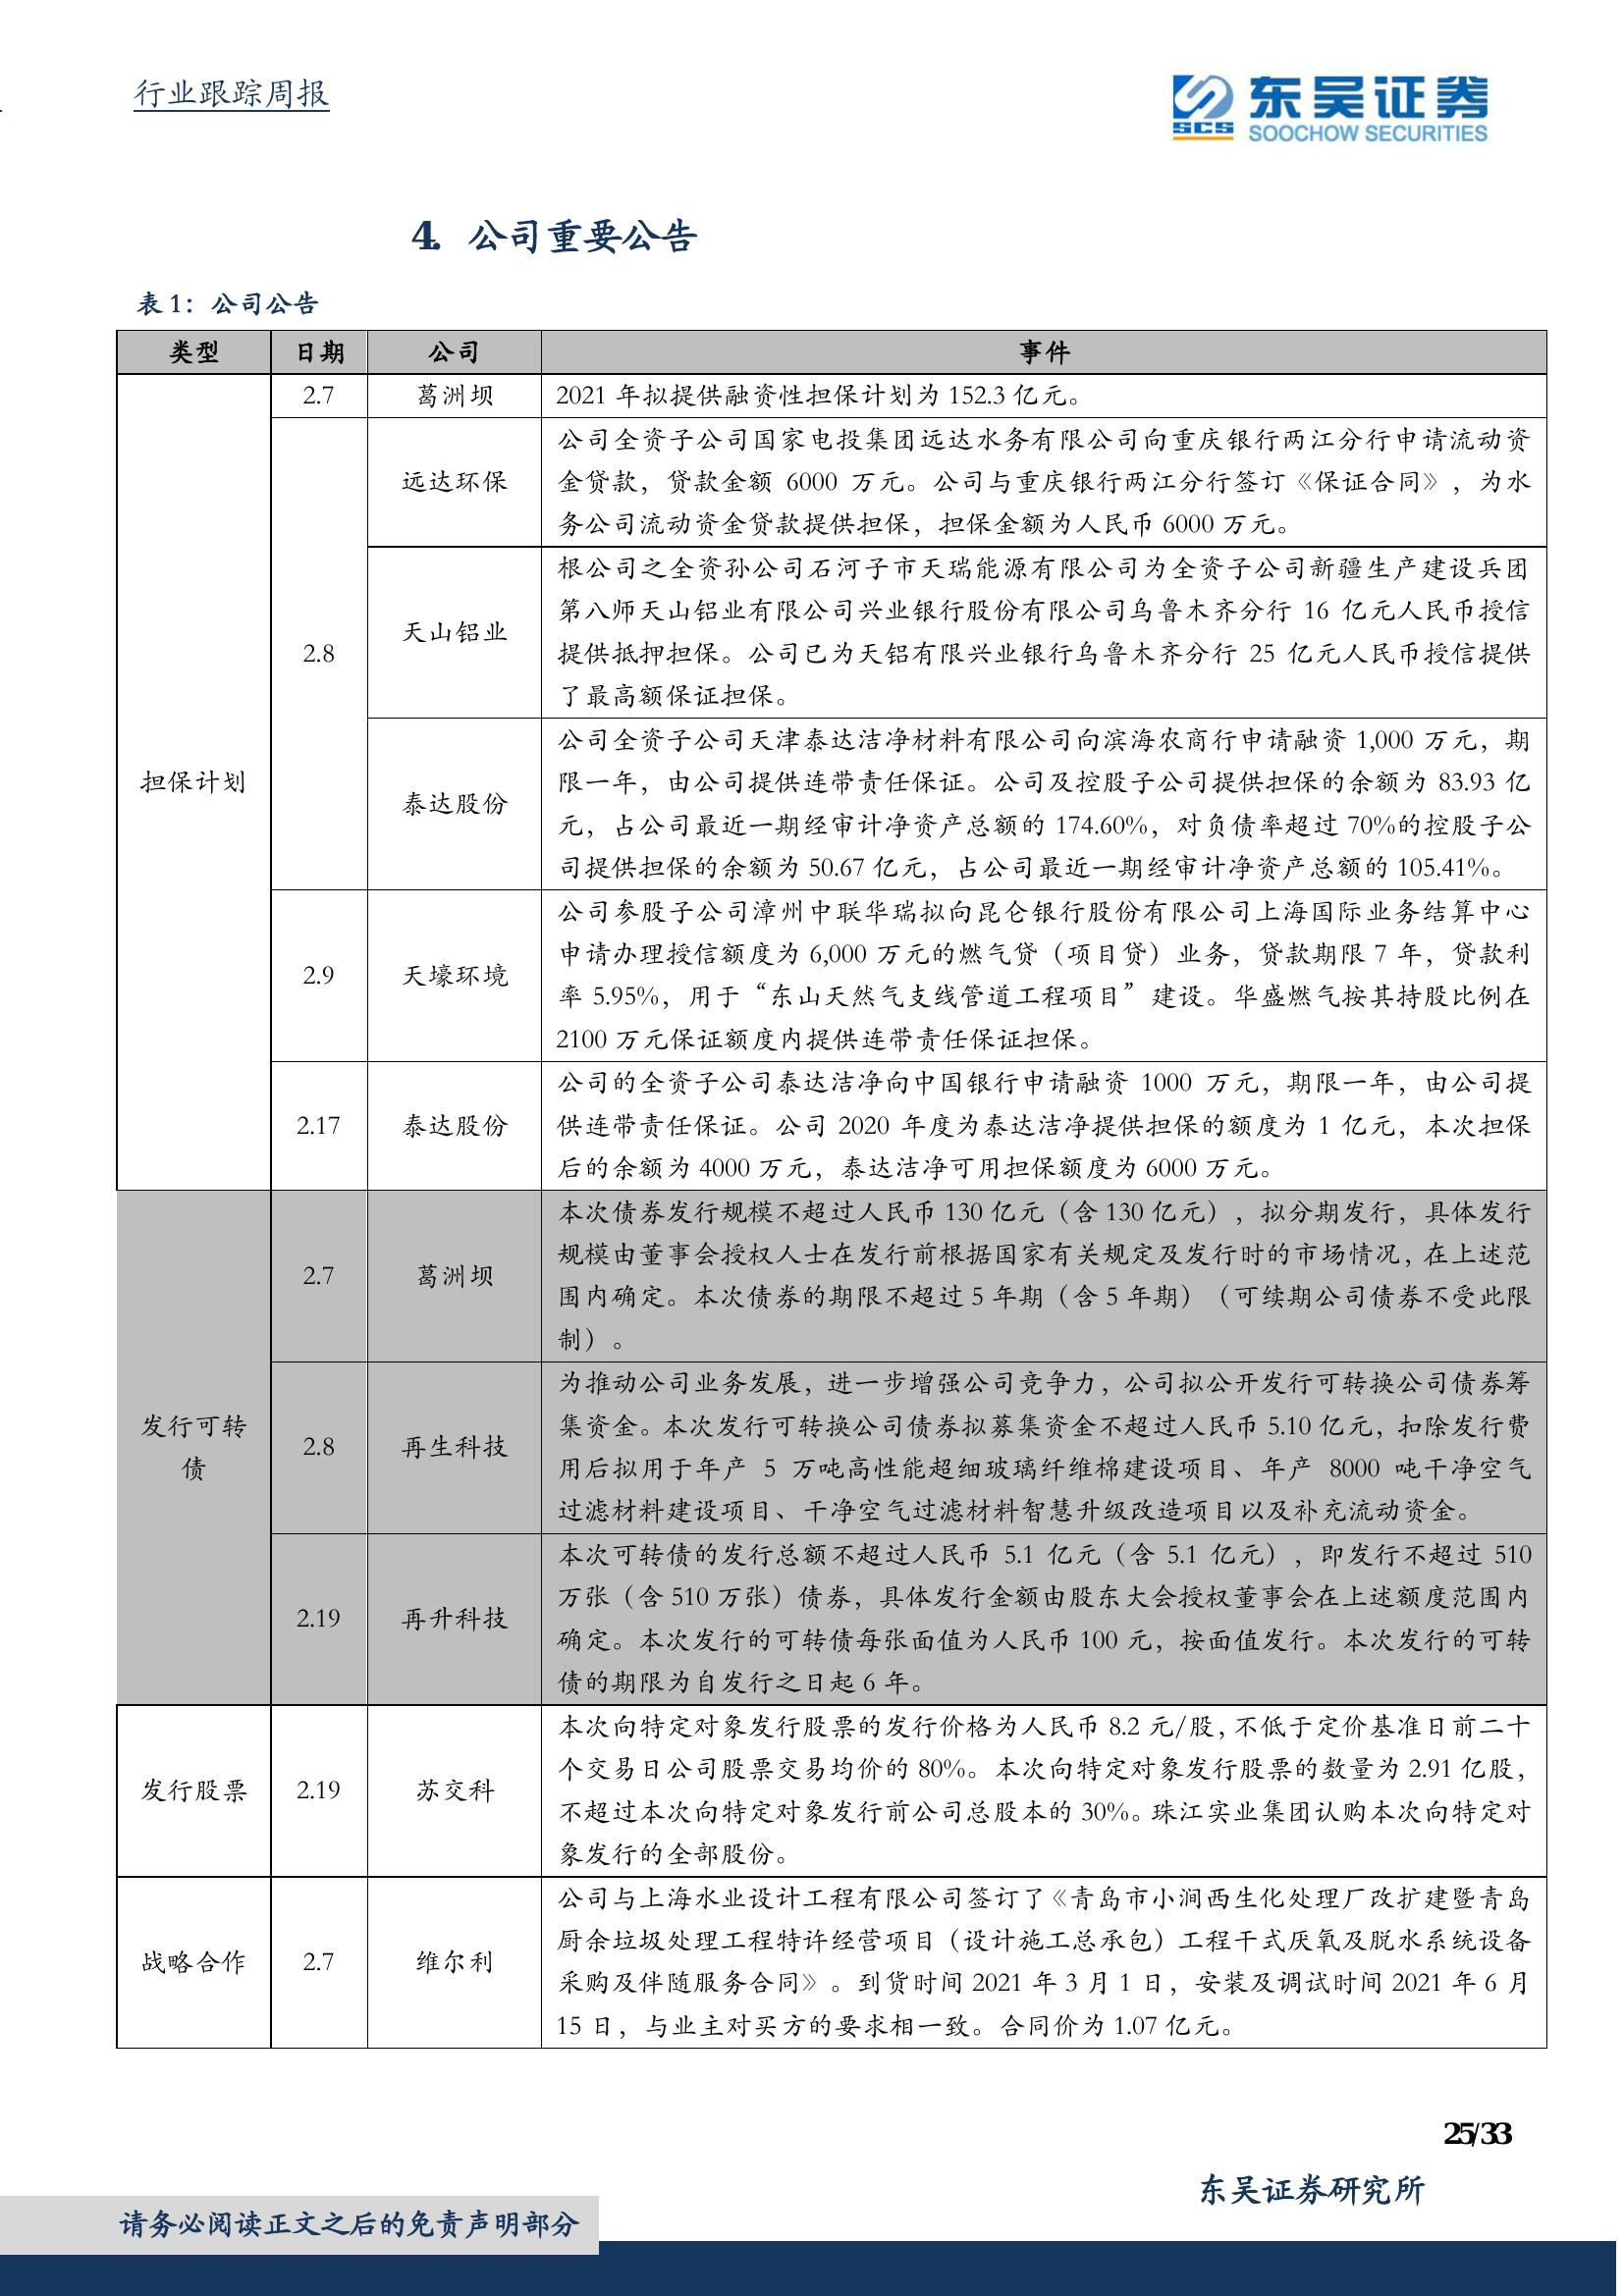 行业跟踪周报
东吴证券
SCS
SOOCHOW SECURITIES
4. 公司重要公告
表 1：公司公告
类型 日期 公司 事件
担保计划
2.7 葛洲坝 2021 年拟提供融资性担保计划为 152.3 亿元。
2.8
远达环保
公司全资子公司国家电投集团远达水务有限公司向重庆银行两江分行申请流动资
金贷款，贷款金额 6000 万元。公司与重庆银行两江分行签订《保证合同》，为水
务公司流动资金贷款提供担保，担保金额为人民币 6000 万元。
天山铝业
根公司之全资孙公司石河子市天瑞能源有限公司为全资子公司新疆生产建设兵团
第八师天山铝业有限公司兴业银行股份有限公司乌鲁木齐分行 16 亿元人民币授信
提供抵押担保。公司已为天铝有限兴业银行乌鲁木齐分行 25 亿元人民币授信提供
了最高额保证担保。
泰达股份
公司全资子公司天津泰达洁净材料有限公司向滨海农商行申请融资 1,000 万元，期
限一年，由公司提供连带责任保证。公司及控股子公司提供担保的余额为 83.93 亿
元，占公司最近一期经审计净资产总额的 174.60%，对负债率超过 70%的控股子公
司提供担保的余额为 50.67 亿元，占公司最近一期经审计净资产总额的 105.41%。
2.9
天壕环境
公司参股子公司漳州中联华瑞拟向昆仑银行股份有限公司上海国际业务结算中心
申请办理授信额度为 6,000 万元的燃气贷（项目贷）业务，贷款期限 7 年，贷款利
率 5.95%，用于“东山天然气支线管道工程项目”建设。华盛燃气按其持股比例在
2100 万元保证额度内提供连带责任保证担保。
2.17
泰达股份
公司的全资子公司泰达洁净向中国银行申请融资 1000 万元，期限一年，由公司提
供连带责任保证。公司 2020 年度为泰达洁净提供担保的额度为 1 亿元，本次担保
后的余额为 4000 万元，泰达洁净可用担保额度为 6000 万元。
发行可转
债
2.7
葛洲坝
本次债券发行规模不超过人民币 130 亿元（含 130 亿元），拟分期发行，具体发行
规模由董事会授权人士在发行前根据国家有关规定及发行时的市场情况，在上述范
围内确定。本次债券的期限不超过 5 年期（含 5 年期）（可续期公司债券不受此限
制）。
2.8
再生科技
为推动公司业务发展，进一步增强公司竞争力，公司拟公开发行可转换公司债券筹
集资金。本次发行可转换公司债券拟募集资金不超过人民币 5.10 亿元，扣除发行费
用后拟用于年产 5 万吨高性能超细玻璃纤维棉建设项目、年产 8000 吨干净空气
过滤材料建设项目、干净空气过滤材料智慧升级改造项目以及补充流动资金。
2.19
再升科技
本次可转债的发行总额不超过人民币 5.1 亿元（含 5.1 亿元），即发行不超过 510
万张（含 510 万张）债券，具体发行金额由股东大会授权董事会在上述额度范围内
确定。本次发行的可转债每张面值为人民币 100 元，按面值发行。本次发行的可转
债的期限为自发行之日起 6 年。
发行股票
2.19
苏交科
本次向特定对象发行股票的发行价格为人民币 8.2 元/股，不低于定价基准日前二十
个交易日公司股票交易均价的 80%。本次向特定对象发行股票的数量为 2.91 亿股，
不超过本次向特定对象发行前公司总股本的 30%。珠江实业集团认购本次向特定对
象发行的全部股份。
战略合作
2.7
维尔利
公司与上海水业设计工程有限公司签订了《青岛市小涧西生化处理厂改扩建暨青岛
厨余垃圾处理工程特许经营项目（设计施工总承包）工程干式厌氧及脱水系统设备
采购及伴随服务合同》。到货时间 2021 年 3 月 1 日，安装及调试时间 2021 年 6 月
15 日，与业主对买方的要求相一致。合同价为 1.07 亿元。
25/33
东吴证券研究所
请务必阅读正文之后的免责声明部分